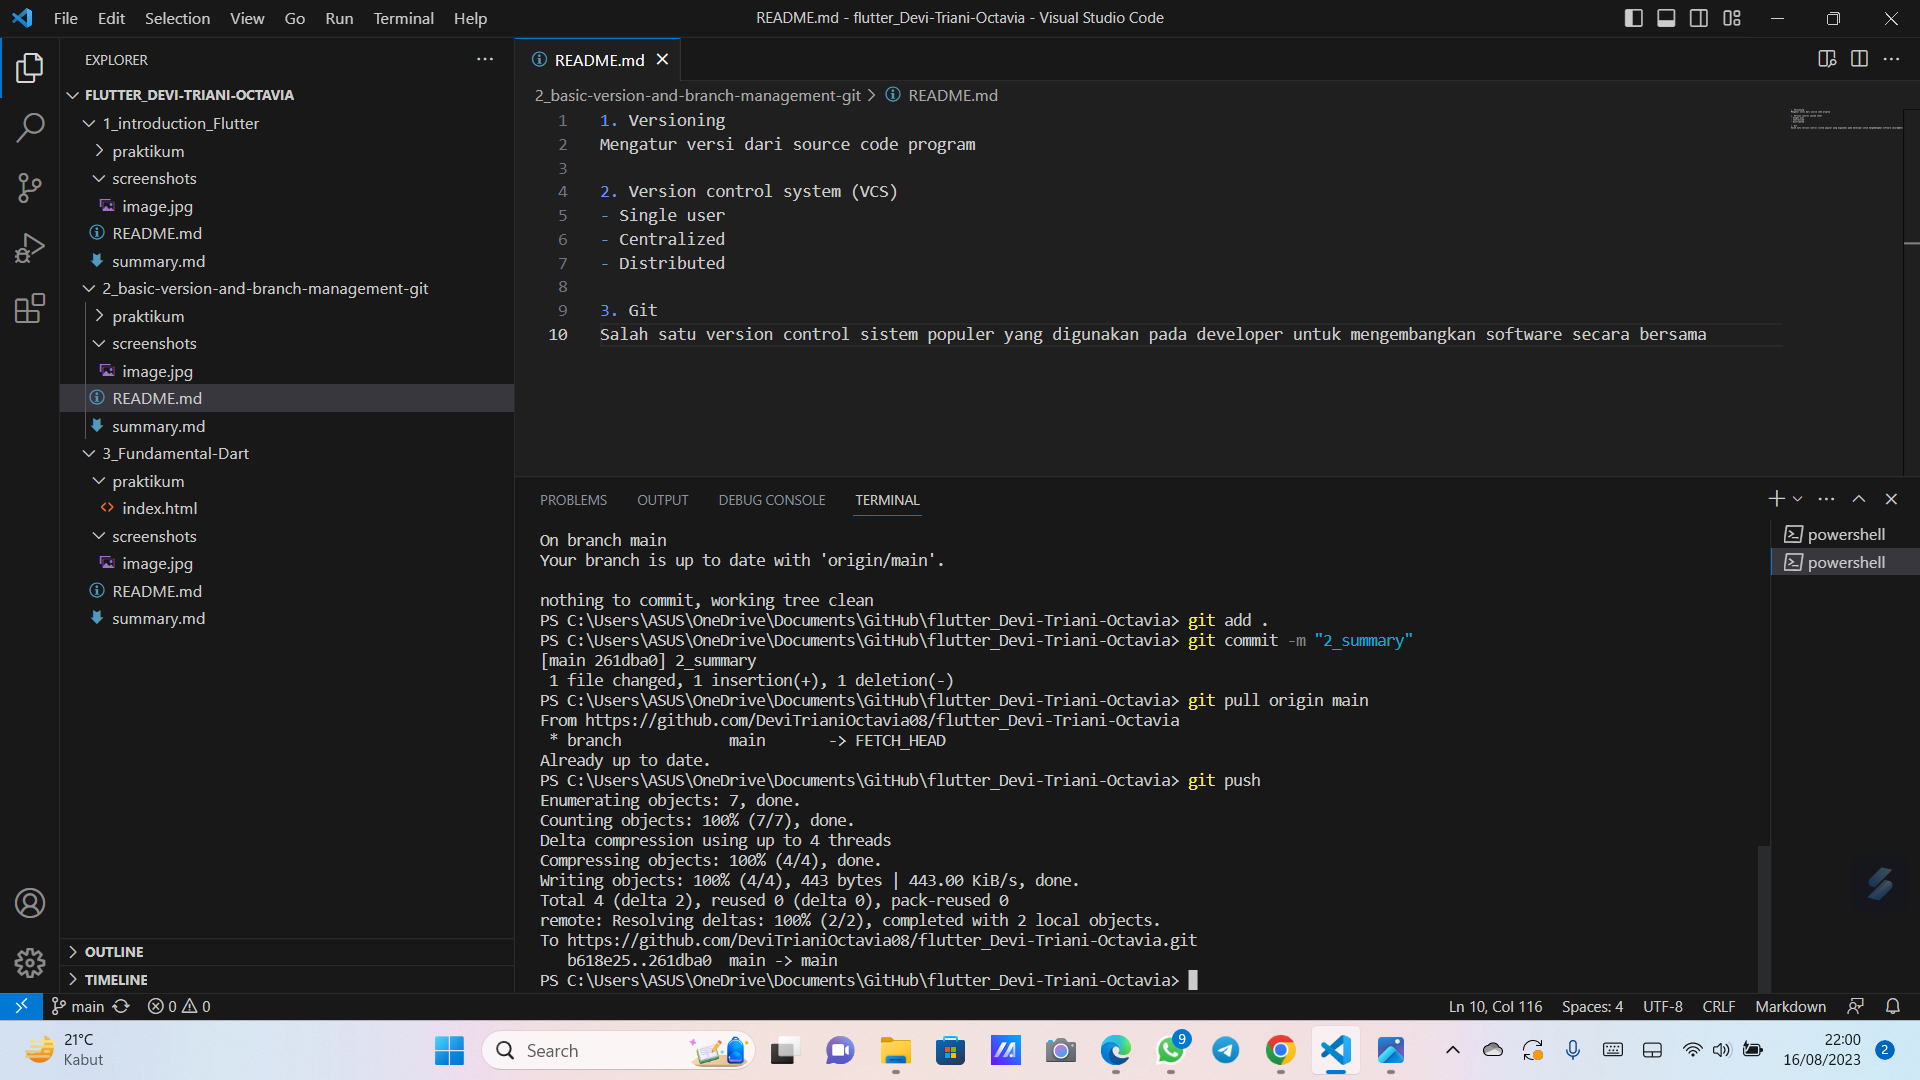 File Edit Selection View Go Run Terminal Help
README.md - flutter_Devi-Triani-Octavia - Visual Studio Code
EXPLORER
FLUTTER_DEVI-TRIANI-OCTAVIA
1_introduction_Flutter
praktikum
screenshots
image.jpg
README.md
summary.md
2_basic-version-and-branch-management-git
praktikum
screenshots
image.jpg
README.md
summary.md
3_Fundamental-Dart
praktikum
index.html
screenshots
image.jpg
README.md
summary.md
OUTLINE
TIMELINE
README.md
2_basic-version-and-branch-management-git > README.md
1 1. Versioning
2 Mengatur versi dari source code program
3
4 2. Version control system (VCS)
5 - Single user
6 - Centralized
7 - Distributed
8
9 3. Git
10 Salah satu version control sistem populer yang digunakan pada developer untuk mengembangkan software secara bersama
PROBLEMS OUTPUT DEBUG CONSOLE TERMINAL
powershell
powershell
On branch main
Your branch is up to date with 'origin/main'.
nothing to commit, working tree clean
PS C:\Users\ASUS\OneDrive\Documents\GitHub\flutter_Devi-Triani-Octavia> git add .
PS C:\Users\ASUS\OneDrive\Documents\GitHub\flutter_Devi-Triani-Octavia> git commit -m "2_summary"
[main 261dba0] 2_summary
1 file changed, 1 insertion(+), 1 deletion(-)
PS C:\Users\ASUS\OneDrive\Documents\GitHub\flutter_Devi-Triani-Octavia> git pull origin main
From https://github.com/DeviTrianiOctavia08/flutter_Devi-Triani-Octavia
* branch main -> FETCH_HEAD
Already up to date.
PS C:\Users\ASUS\OneDrive\Documents\GitHub\flutter_Devi-Triani-Octavia> git push
Enumerating objects: 7, done.
Counting objects: 100% (7/7), done.
Delta compression using up to 4 threads
Compressing objects: 100% (4/4), done.
Writing objects: 100% (4/4), 443 bytes | 443.00 KiB/s, done.
Total 4 (delta 2), reused 0 (delta 0), pack-reused 0
remote: Resolving deltas: 100% (2/2), completed with 2 local objects.
To https://github.com/DeviTrianiOctavia08/flutter_Devi-Triani-Octavia.git
b618e25..261dba0 main -> main
PS C:\Users\ASUS\OneDrive\Documents\GitHub\flutter_Devi-Triani-Octavia>
main 0 0
Ln 10, Col 116 Spaces: 4 UTF-8 CRLF Markdown
21°C
Kabut
Search
9
22:00
16/08/2023
2